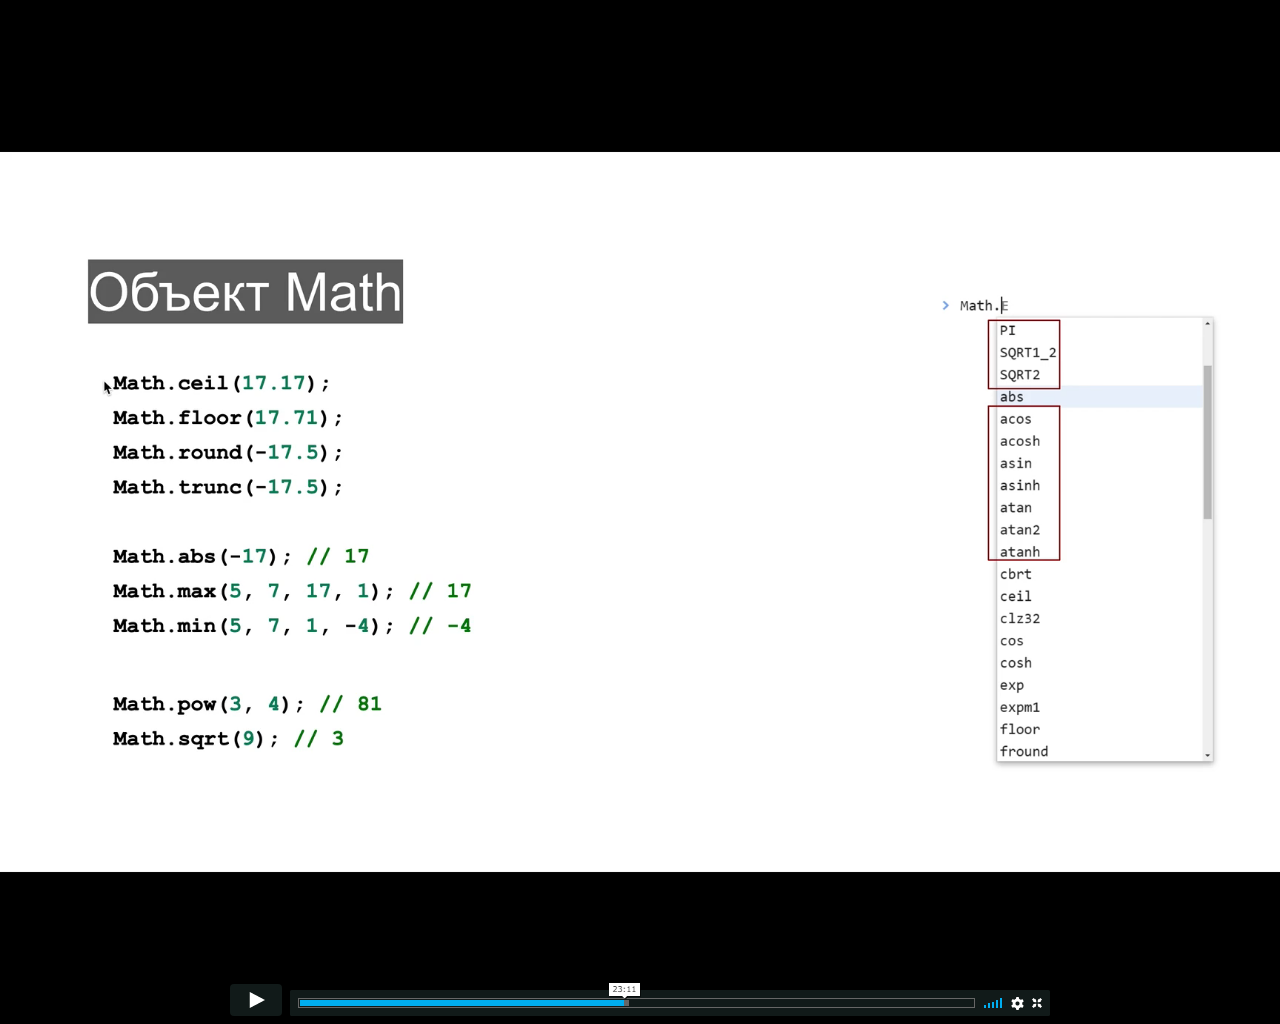 Объект Math
Math.ceil(17.17);
Math.floor(17.71);
Math.round(-17.5);
Math.trunc(-17.5);
Math.abs(-17); // 17
Math.max(5, 7, 17, 1); // 17
Math.min(5, 7, 1, -4); // -4
Math.pow(3, 4); // 81
Math.sqrt(9); // 3
> Math.E
PI
SQRT1_2
SQRT2
abs
acos
acosh
asin
asinh
atan
atan2
atanh
cbrt
ceil
clz32
cos
cosh
exp
expm1
floor
fround
23:11